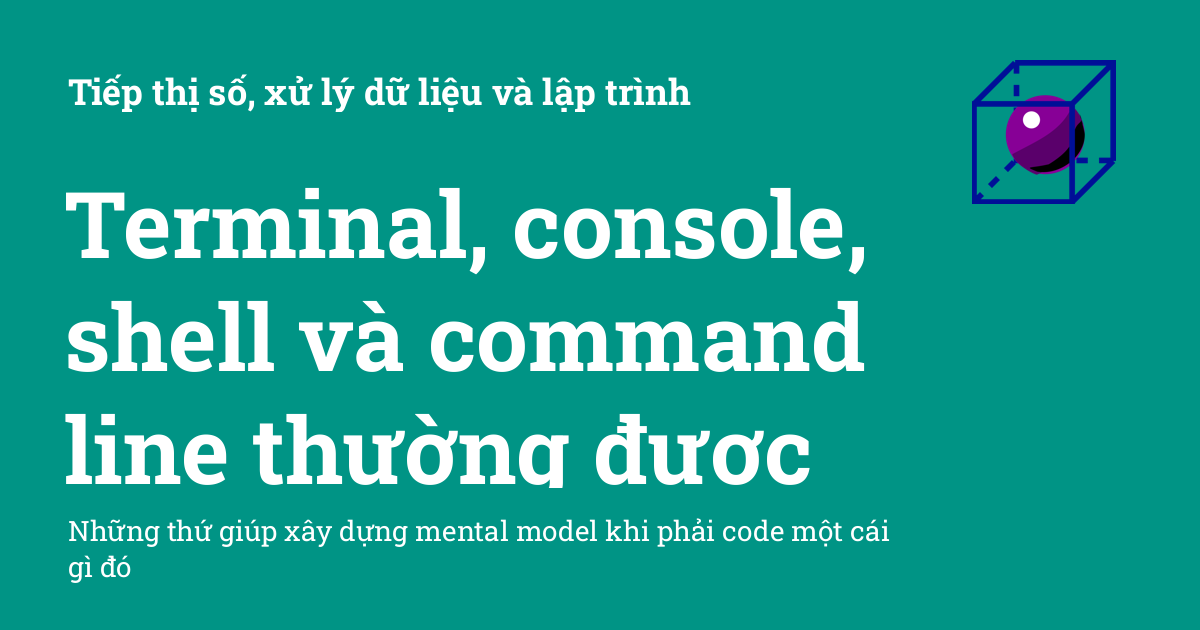 Tiếp thị số, xử lý dữ liệu và lập trình
Terminal, console,
shell và command
line thường được
Những thứ giúp xây dựng mental model khi phải code một cái
gì đó